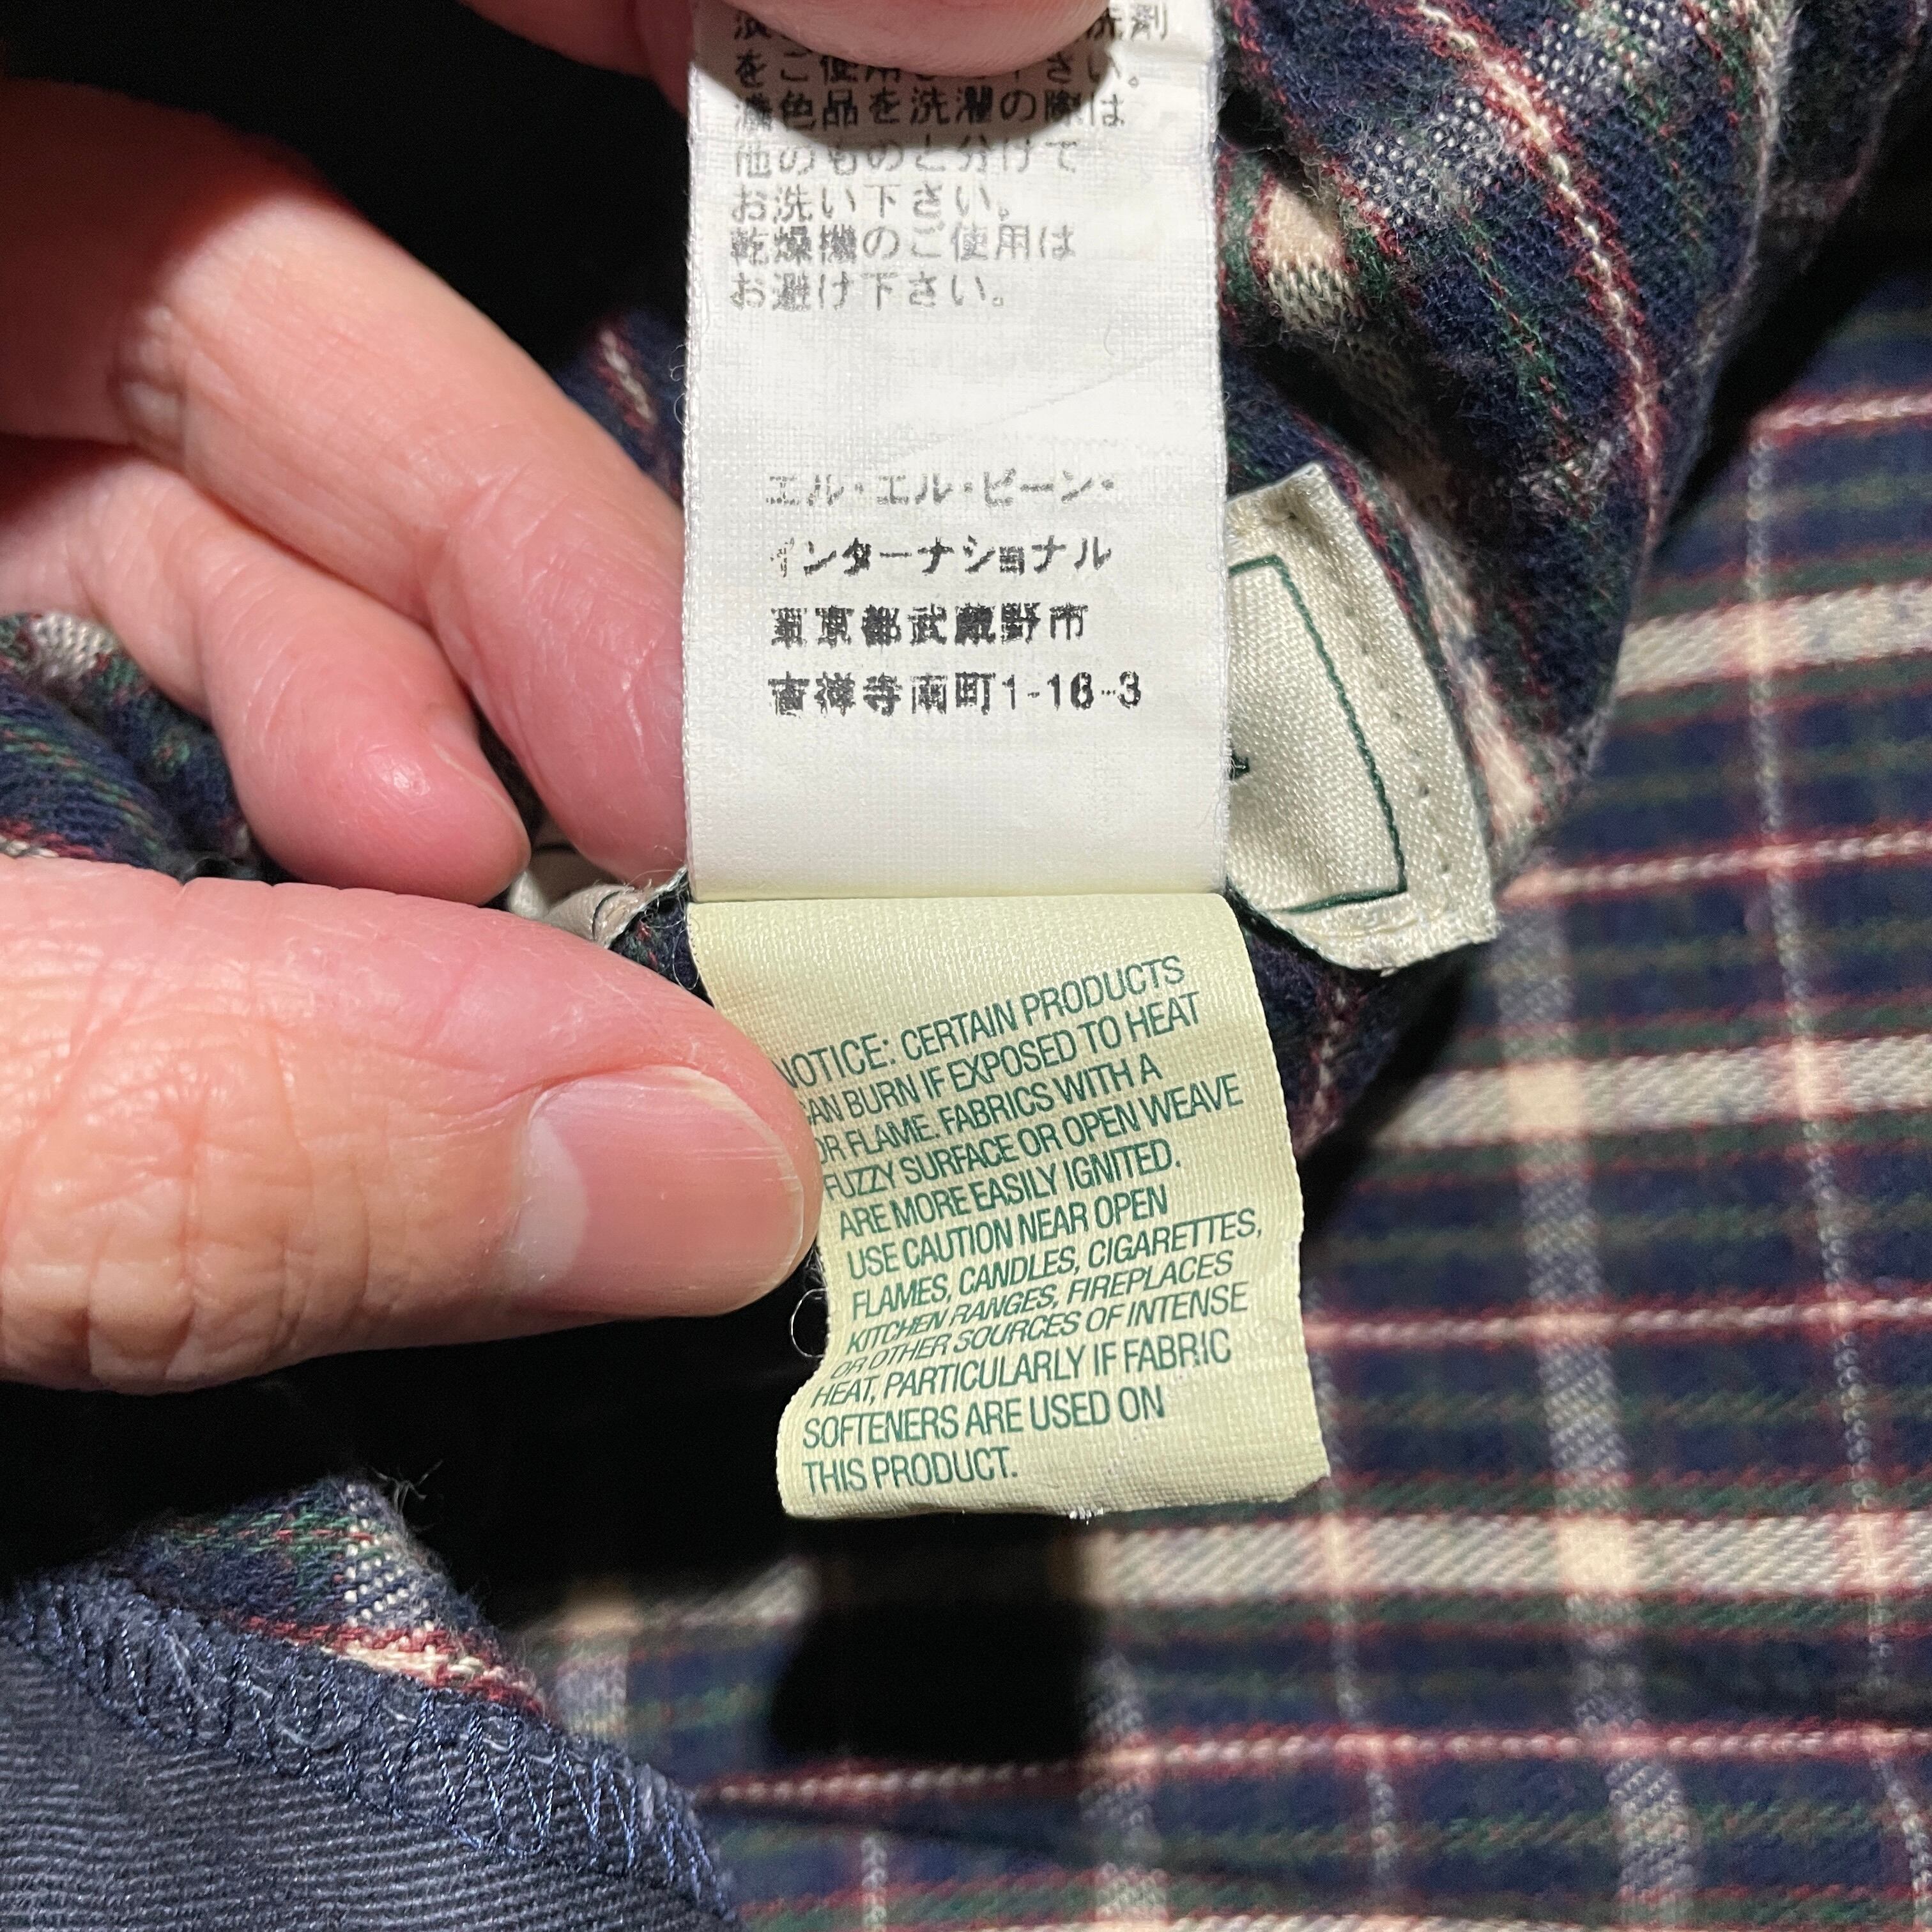 洗剤
をご使用 下さい。
濃色品を洗濯の際は
他のものと分けて
お洗い下さい。
乾燥機のご使用は
お避け下さい。
エル・エル・ビーン・
インターナショナル
東京都武蔵野市
吉祥寺南町1-16-3
NOTICE: CERTAIN PRODUCTS
CAN BURN IF EXPOSED TO HEAT
OR FLAME. FABRICS WITH A
FUZZY SURFACE OR OPEN WEAVE
ARE MORE EASILY IGNITED.
USE CAUTION NEAR OPEN
FLAMES, CANDLES, CIGARETTES,
KITCHEN RANGES, FIREPLACES
OR OTHER SOURCES OF INTENSE
HEAT, PARTICULARLY IF FABRIC
SOFTENERS ARE USED ON
THIS PRODUCT.